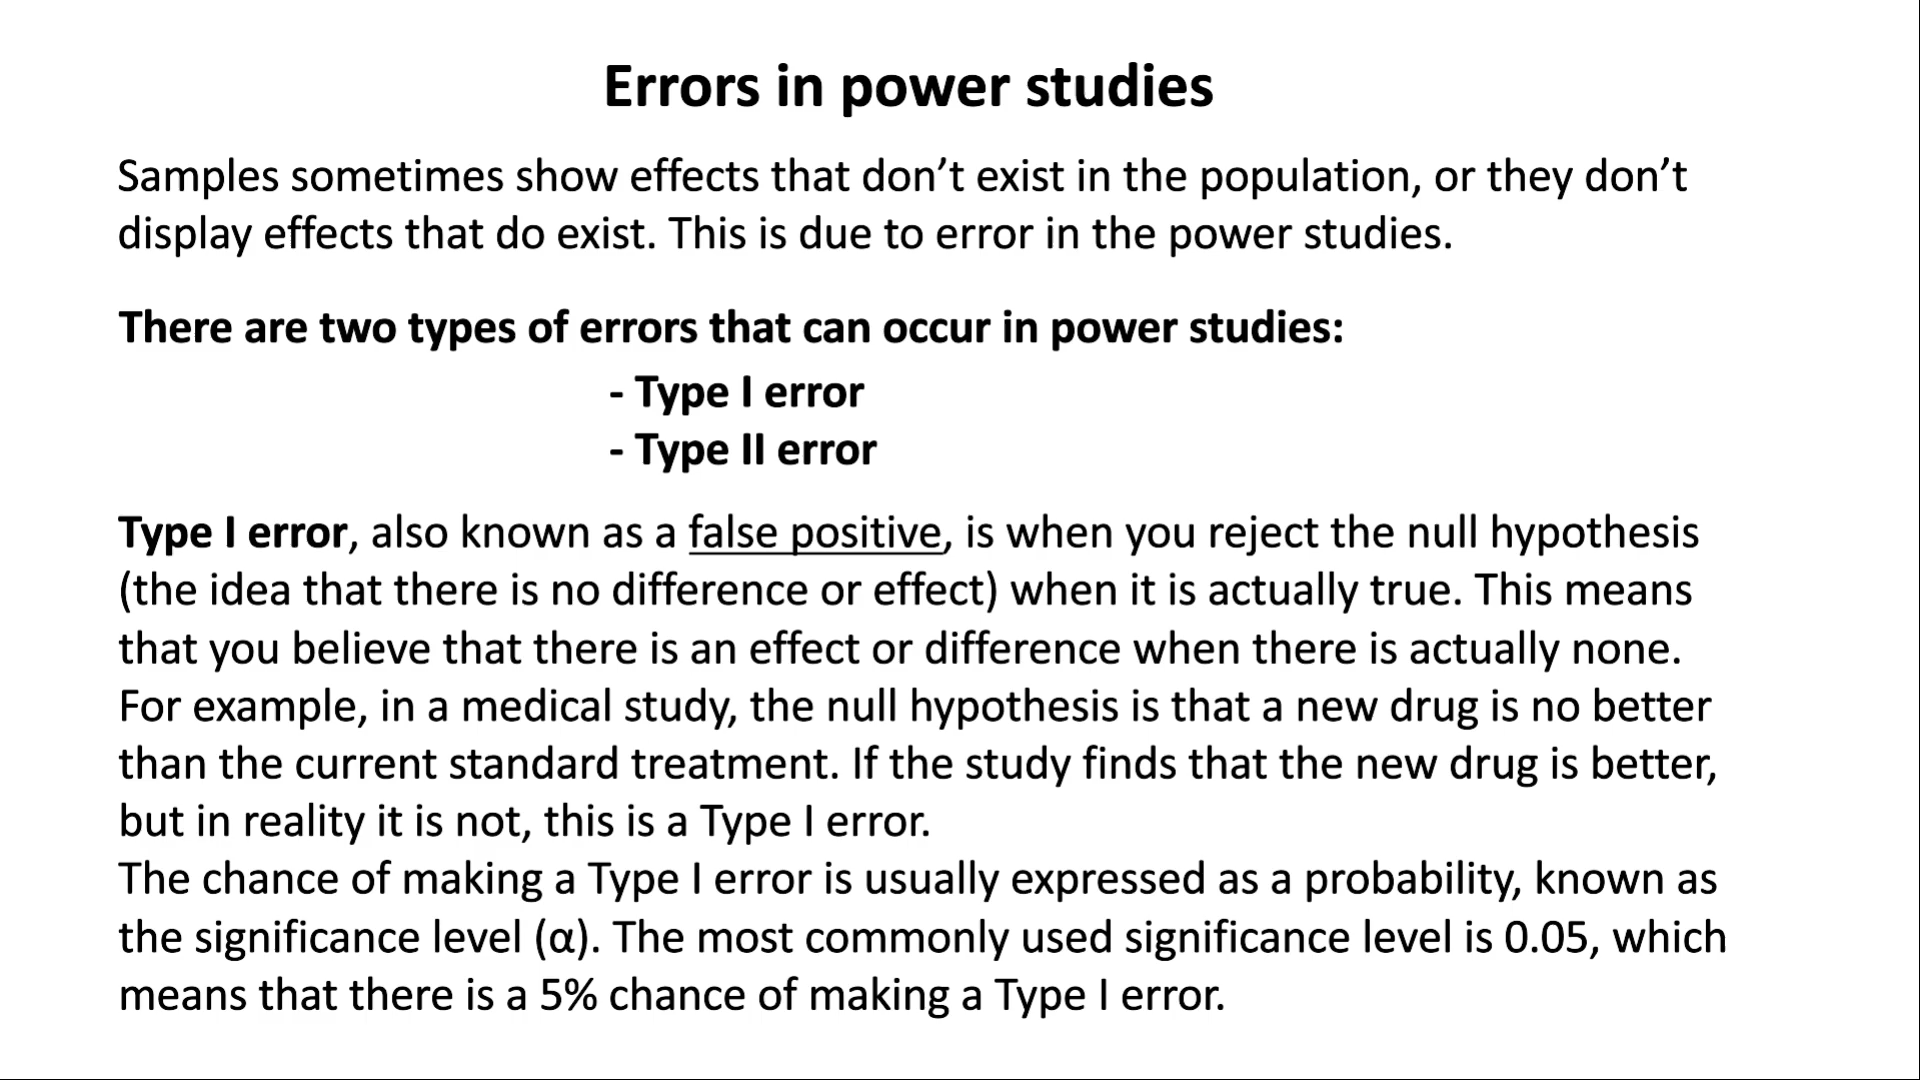 Errors in power studies
Samples sometimes show effects that don’t exist in the population, or they don’t
display effects that do exist. This is due to error in the power studies.
There are two types of errors that can occur in power studies:
- Type I error
- Type II error
Type I error, also known as a false positive, is when you reject the null hypothesis
(the idea that there is no difference or effect) when it is actually true. This means
that you believe that there is an effect or difference when there is actually none.
For example, in a medical study, the null hypothesis is that a new drug is no better
than the current standard treatment. If the study finds that the new drug is better,
but in reality it is not, this is a Type I error.
The chance of making a Type I error is usually expressed as a probability, known as
the significance level (α). The most commonly used significance level is 0.05, which
means that there is a 5% chance of making a Type I error.